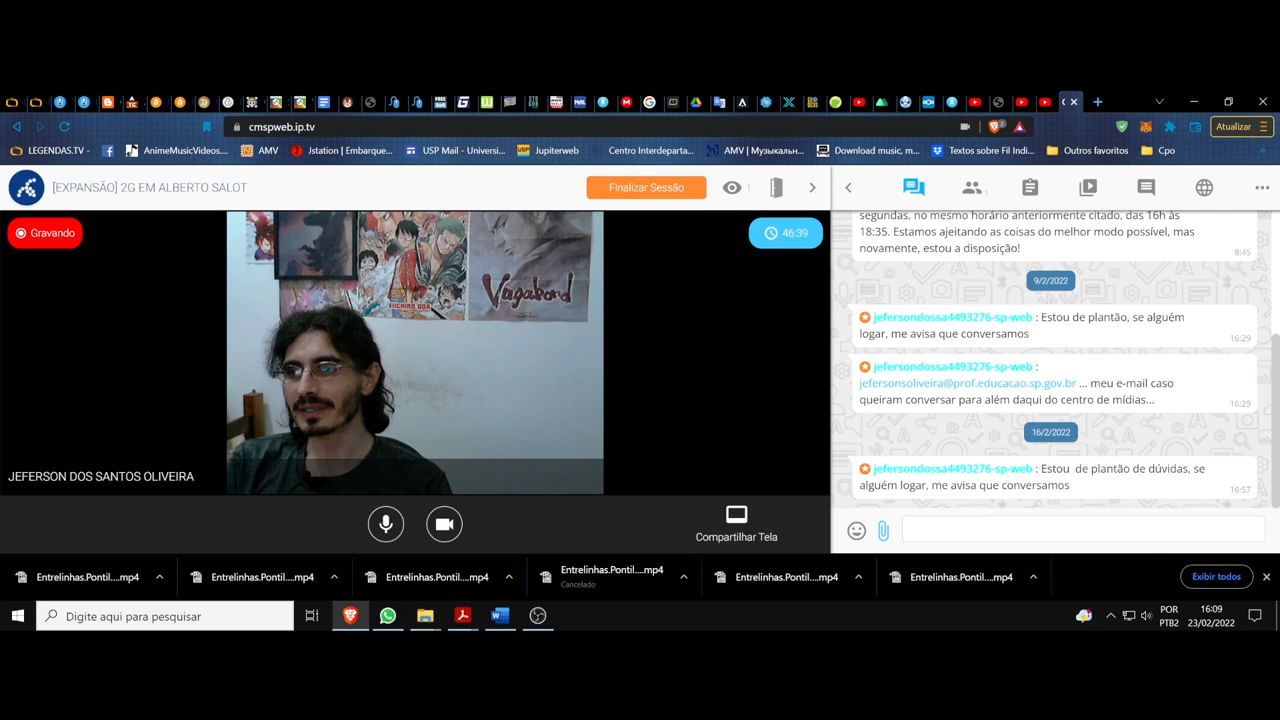 cmspweb.ip.tv
Atualizar
LEGENDAS.TV -
AnimeMusicVideos...
AMV
Jstation | Embarque...
USP Mail - Universi...
Jupiterweb
Centro Interdeparta...
AMV | Музыкальн...
Download music, m...
Textos sobre Fil Indi...
Outros favoritos
Cpo
[EXPANSÃO] 2G EM ALBERTO SALOT
Finalizar Sessão
1
1
Gravando
46:39
EIICHIRO ODA
Vagabond
JEFERSON DOS SANTOS OLIVEIRA
Compartilhar Tela
segundas, no mesmo horário anteriormente citado, das 16h às
18:35. Estamos ajeitando as coisas do melhor modo possível, mas
novamente, estou a disposição!
8:45
9/2/2022
jefersondossa4493276-sp-web : Estou de plantão, se alguém
logar, me avisa que conversamos
16:29
jefersondossa4493276-sp-web :
jefersonsoliveira@prof.educacao.sp.gov.br ... meu e-mail caso
queiram conversar para além daqui do centro de mídias...
16:29
16/2/2022
jefersondossa4493276-sp-web : Estou de plantão de dúvidas, se
alguém logar, me avisa que conversamos
16:57
Entrelinhas.Pontil....mp4
Entrelinhas.Pontil....mp4
Entrelinhas.Pontil....mp4
Entrelinhas.Pontil....mp4
Cancelado
Entrelinhas.Pontil....mp4
Entrelinhas.Pontil....mp4
Exibir todos
Digite aqui para pesquisar
POR
PTB2
16:09
23/02/2022